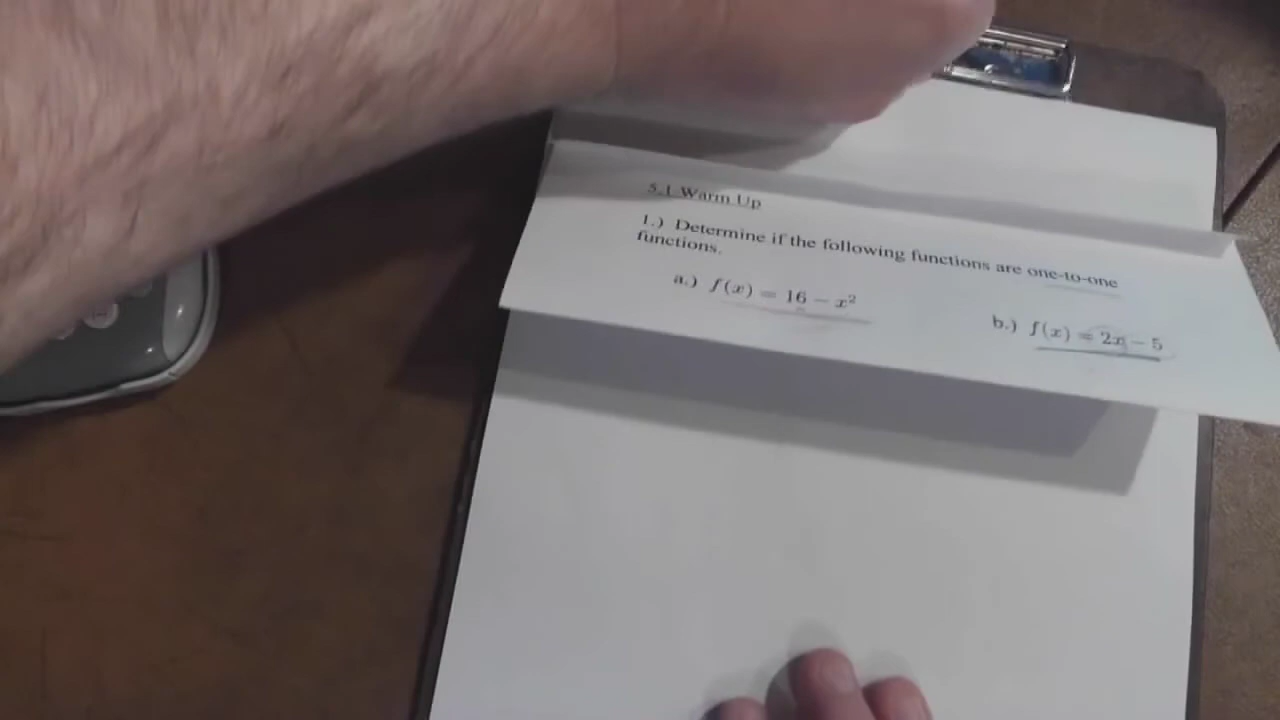 5.1 Warm Up
1.) Determine if the following functions are one-to-one
functions.
a.) f(x) = 16 − x²
b.) f(x) = 2x − 5